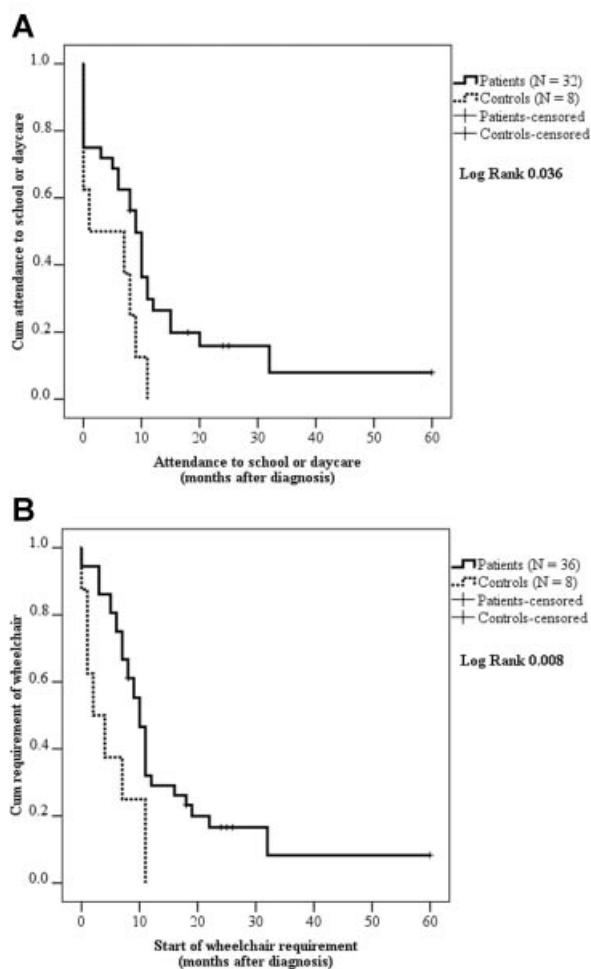 A
1.0
0.8
0.6
0.4
0.2
0.0
0 10 20 30 40 50 60
Cum attendance to school or daycare
Attendance to school or daycare
(months after diagnosis)
Patients (N = 32)
Controls (N = 8)
Patients-censored
Controls-censored
Log Rank 0.036
B
1.0
0.8
0.6
0.4
0.2
0.0
0 10 20 30 40 50 60
Cum requirement of wheelchair
Start of wheelchair requirement
(months after diagnosis)
Patients (N = 36)
Controls (N = 8)
Patients-censored
Controls-censored
Log Rank 0.008